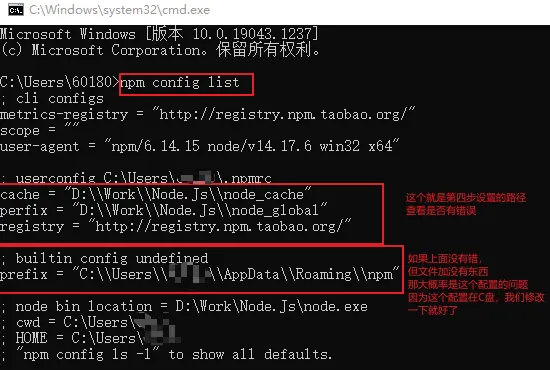 C:\Windows\system32\cmd.exe
Microsoft Windows [版本 10.0.19043.1237]
(c) Microsoft Corporation。保留所有权利。
C:\Users\60180>npm config list
; cli configs
metrics-registry = "http://registry.npm.taobao.org/"
scope = ""
user-agent = "npm/6.14.15 node/v14.17.6 win32 x64"
; userconfig C:\Users\ \.npmrc
cache = "D:\\Work\\Node.Js\\node_cache"
perfix = "D:\\Work\\Node.Js\\node_global"
registry = "http://registry.npm.taobao.org/"
这个就是第四步设置的路径
查看是否有错误
; builtin config undefined
prefix = "C:\\Users\\ \\AppData\\Roaming\\npm"
如果上面没有错,
但文件加没有东西
那大概率是这个配置的问题
因为这个配置在C盘,我们修改
一下就好了
; node bin location = D:\Work\Node.Js\node.exe
; cwd = C:\Users\
; HOME = C:\Users\
; "npm config ls -l" to show all defaults.